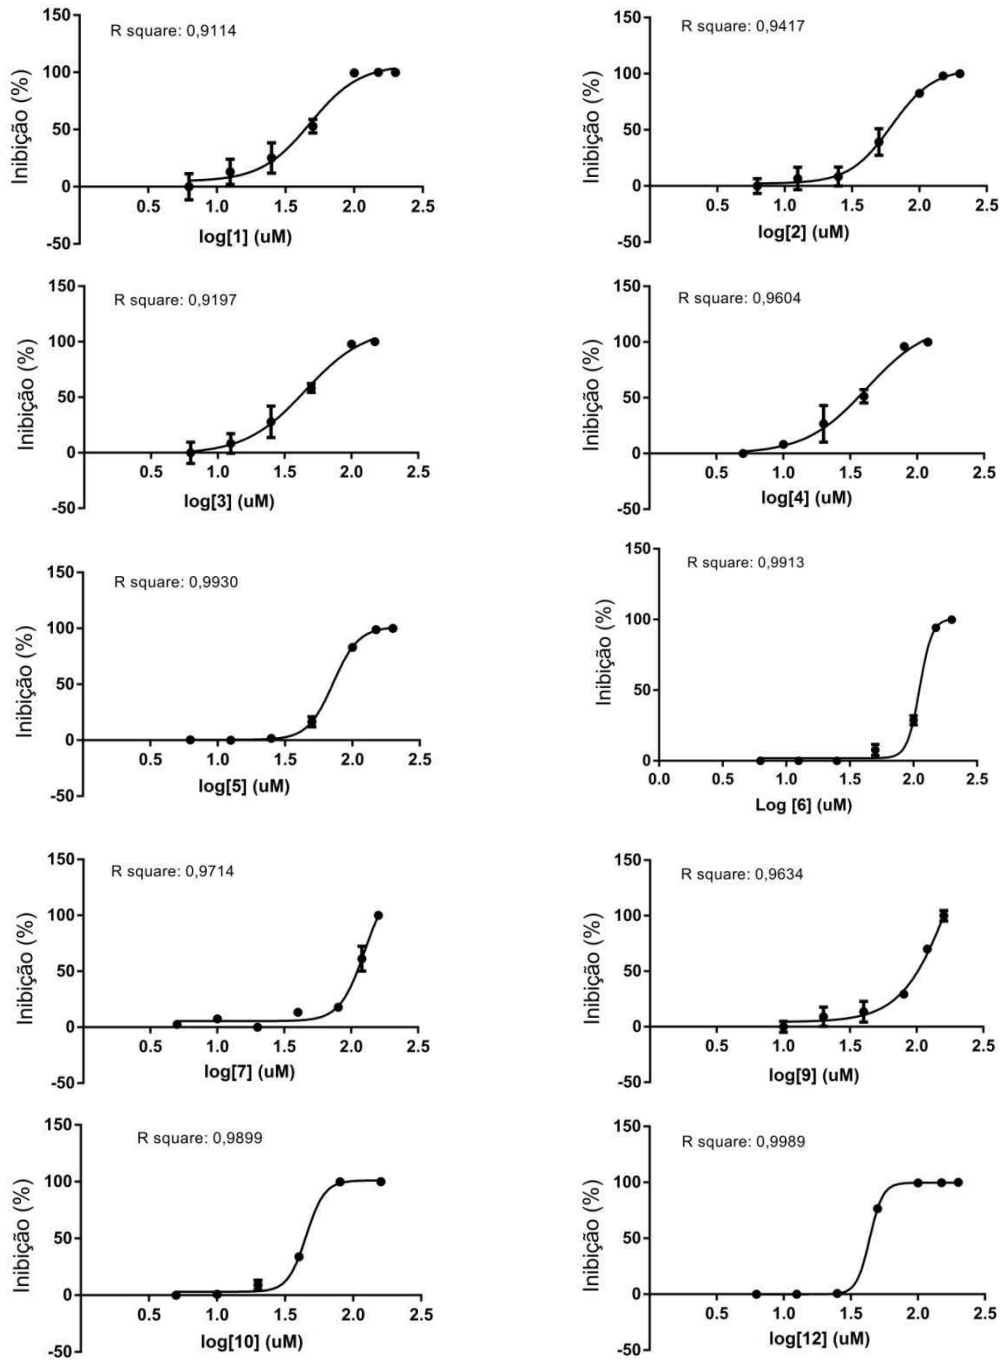 150
R square: 0,9114
100
Inibição (%)
50
0
0.5 1.0 1.5 2.0 2.5
log[1] (uM)
-50
150
R square: 0,9417
100
Inibição (%)
50
0
0.5 1.0 1.5 2.0 2.5
log[2] (uM)
-50
150
R square: 0,9197
100
Inibição (%)
50
0
0.5 1.0 1.5 2.0 2.5
log[3] (uM)
-50
150
R square: 0,9604
100
Inibição (%)
50
0
0.5 1.0 1.5 2.0 2.5
log[4] (uM)
-50
150
R square: 0,9930
100
Inibição (%)
50
0
0.5 1.0 1.5 2.0 2.5
log[5] (uM)
-50
150
R square: 0,9913
100
Inibição (%)
50
0
0.0 0.5 1.0 1.5 2.0 2.5
Log [6] (uM)
150
R square: 0,9714
100
Inibição (%)
50
0
0.5 1.0 1.5 2.0 2.5
log[7] (uM)
-50
150
R square: 0,9634
100
Inibição (%)
50
0
0.5 1.0 1.5 2.0 2.5
log[9] (uM)
-50
150
R square: 0,9899
100
Inibição (%)
50
0
0.5 1.0 1.5 2.0 2.5
log[10] (uM)
-50
150
R square: 0,9989
100
Inibição (%)
50
0
0.5 1.0 1.5 2.0 2.5
log[12] (uM)
-50